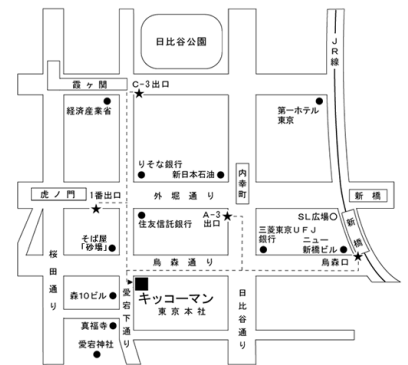 日比谷公園
JR線
霞ヶ関
C-3出口
経済産業省
第一ホテル
東京
りそな銀行
新日本石油
内幸町
虎ノ門
1番出口
外堀通り
新橋
住友信託銀行
A-3
出口
SL広場
新橋
三菱東京UFJ
銀行
ニュー
新橋ビル
烏森口
そば屋
「砂場」
烏森通り
桜田通り
森10ビル
キッコーマン
東京本社
愛宕下通り
日比谷通り
真福寺
愛宕神社